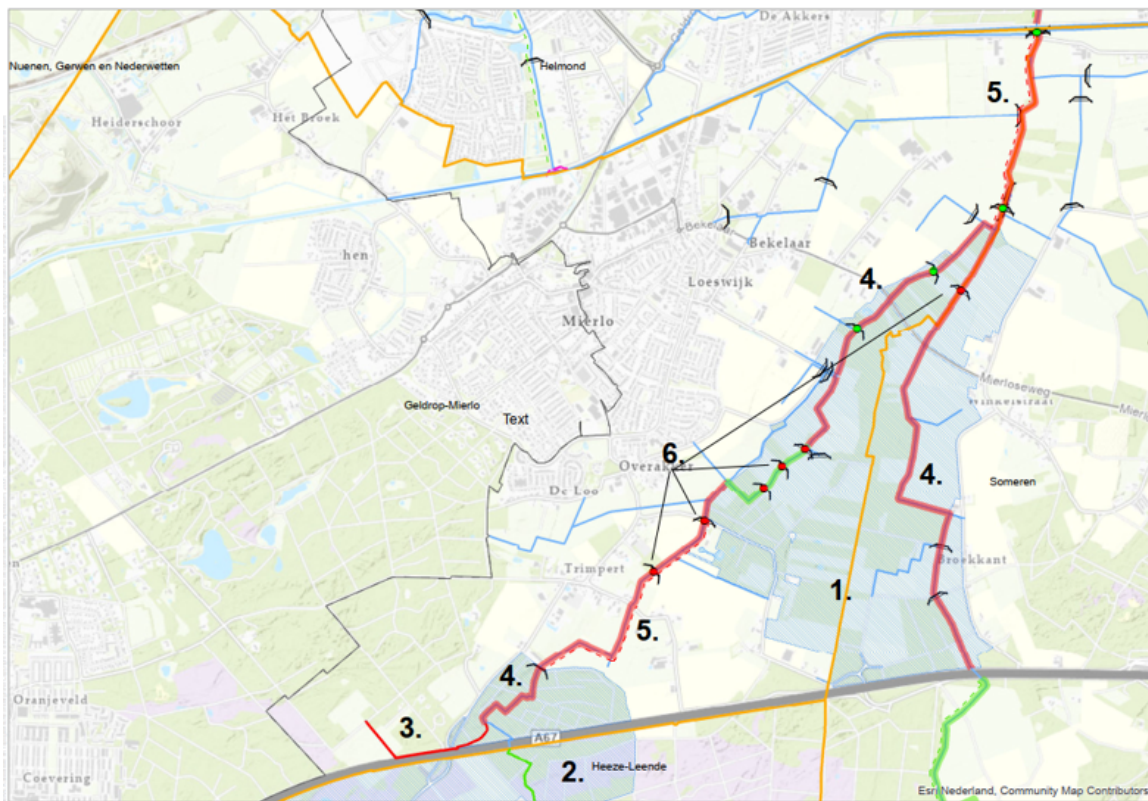 De Akkers
Nuenen, Gerwen en Nederwetten
Helmond
5.
Heiderschoor
Het Broek
Bekelaar
hen
4.
Loeswijk
Mierlo
Mierloseweg
Geldrop-Mierlo
Text
6.
Overakker
4.
Someren
De Loo
Broekkant
Trimpert
1.
5.
4.
Oranjeveld
3.
A67
2.
Heeze-Leende
Coevering
Esri Nederland, Community Map Contributors